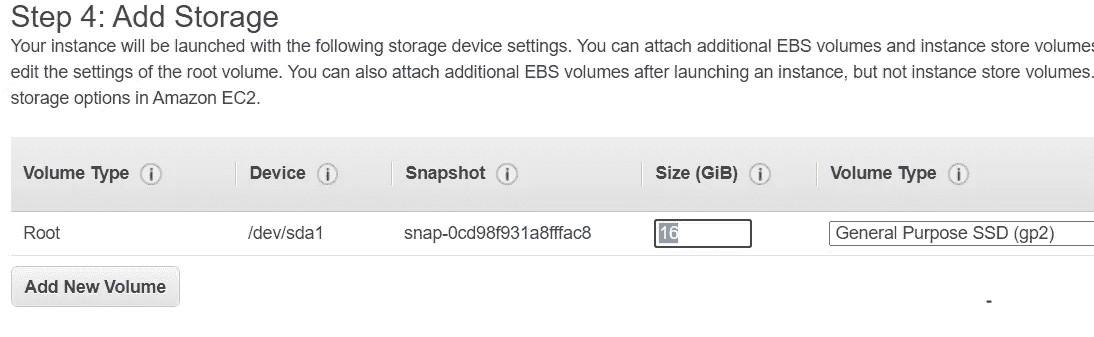 Step 4: Add Storage
Your instance will be launched with the following storage device settings. You can attach additional EBS volumes and instance store volumes
edit the settings of the root volume. You can also attach additional EBS volumes after launching an instance, but not instance store volumes.
storage options in Amazon EC2.
Volume Type i Device i Snapshot i Size (GiB) i Volume Type i
Root /dev/sda1 snap-0cd98f931a8fffac8 16 General Purpose SSD (gp2)
Add New Volume